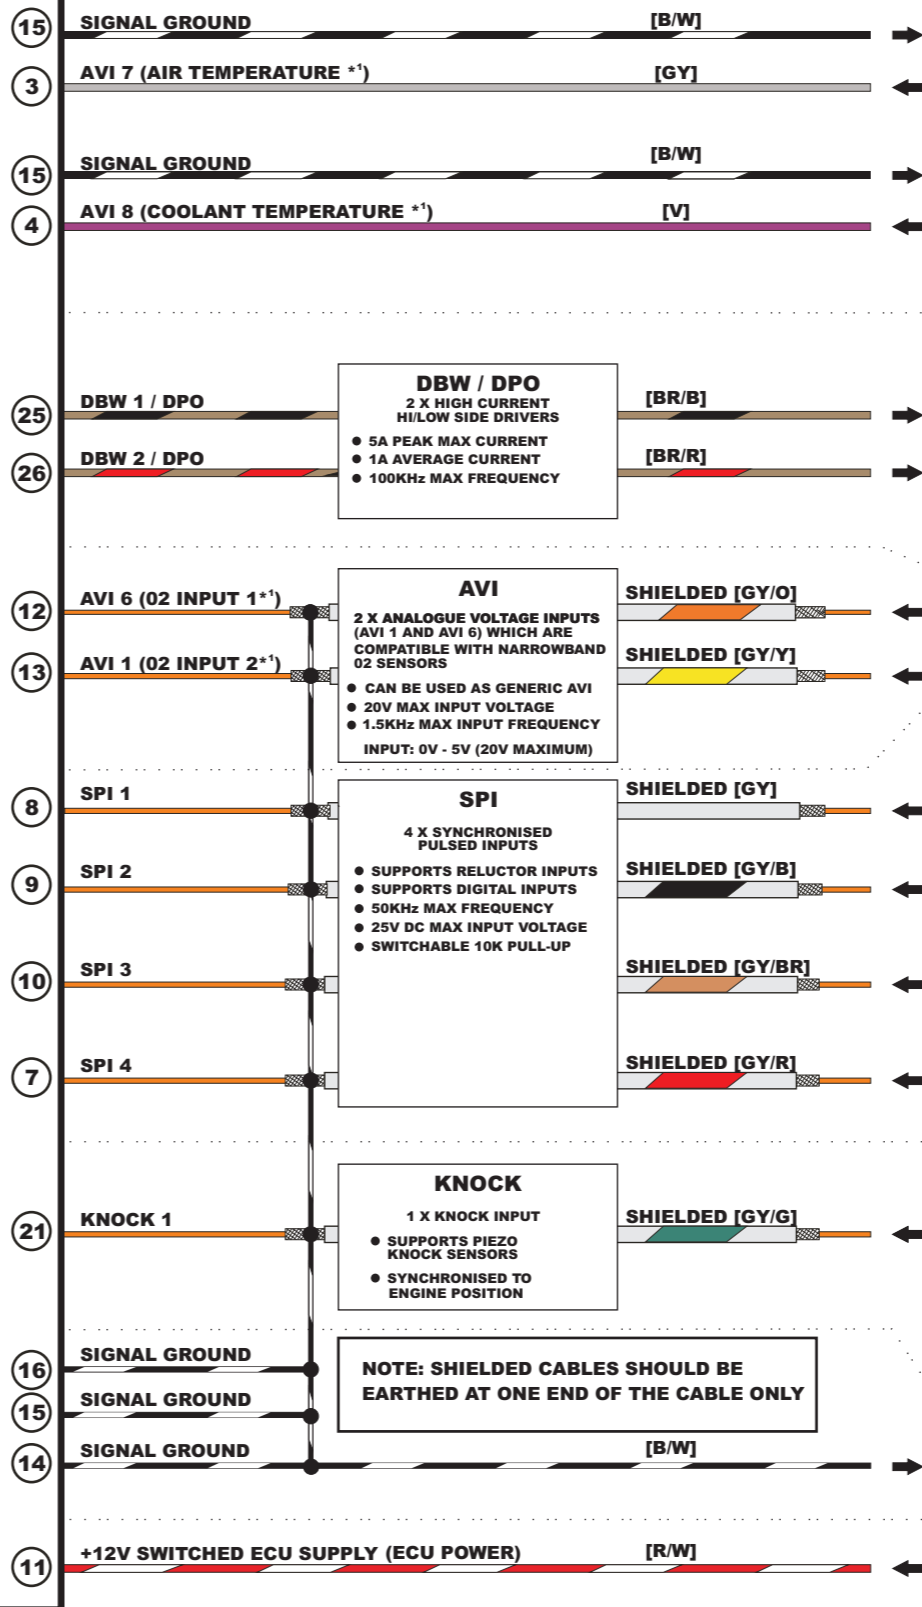 15 SIGNAL GROUND [B/W]
3 AVI 7 (AIR TEMPERATURE *¹) [GY]
15 SIGNAL GROUND [B/W]
4 AVI 8 (COOLANT TEMPERATURE *¹) [V]
DBW / DPO
2 X HIGH CURRENT
HI/LOW SIDE DRIVERS
● 5A PEAK MAX CURRENT
● 1A AVERAGE CURRENT
● 100KHz MAX FREQUENCY
25 DBW 1 / DPO [BR/B]
26 DBW 2 / DPO [BR/R]
12 AVI 6 (02 INPUT 1*¹) SHIELDED [GY/O]
13 AVI 1 (02 INPUT 2*¹) SHIELDED [GY/Y]
AVI
2 X ANALOGUE VOLTAGE INPUTS
(AVI 1 AND AVI 6) WHICH ARE
COMPATIBLE WITH NARROWBAND
02 SENSORS
● CAN BE USED AS GENERIC AVI
● 20V MAX INPUT VOLTAGE
● 1.5KHz MAX INPUT FREQUENCY
INPUT: 0V - 5V (20V MAXIMUM)
8 SPI 1 SHIELDED [GY]
9 SPI 2 SHIELDED [GY/B]
10 SPI 3 SHIELDED [GY/BR]
7 SPI 4 SHIELDED [GY/R]
SPI
4 X SYNCHRONISED
PULSED INPUTS
● SUPPORTS RELUCTOR INPUTS
● SUPPORTS DIGITAL INPUTS
● 50KHz MAX FREQUENCY
● 25V DC MAX INPUT VOLTAGE
● SWITCHABLE 10K PULL-UP
21 KNOCK 1 SHIELDED [GY/G]
KNOCK
1 X KNOCK INPUT
● SUPPORTS PIEZO
KNOCK SENSORS
● SYNCHRONISED TO
ENGINE POSITION
16 SIGNAL GROUND
15 SIGNAL GROUND
NOTE: SHIELDED CABLES SHOULD BE
EARTHED AT ONE END OF THE CABLE ONLY
14 SIGNAL GROUND [B/W]
11 +12V SWITCHED ECU SUPPLY (ECU POWER) [R/W]